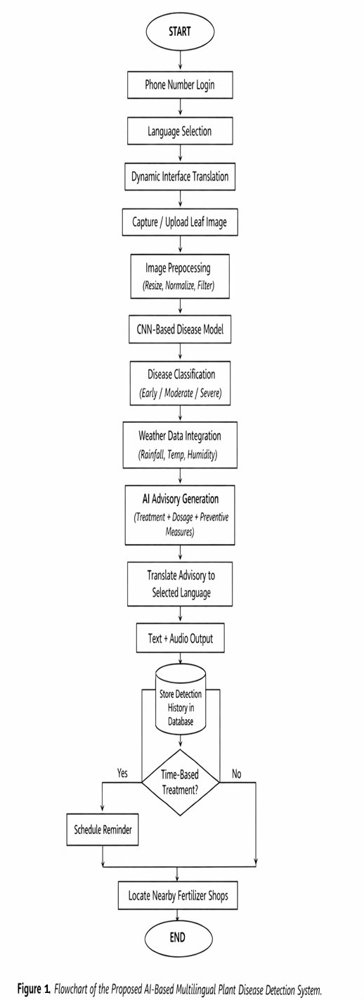 START
Phone Number Login
Language Selection
Dynamic Interface Translation
Capture / Upload Leaf Image
Image Prepocessing
(Resize, Normalize, Filter)
CNN-Based Disease Model
Disease Classification
(Early / Moderate / Severe)
Weather Data Integration
(Rainfall, Temp, Humidity)
AI Advisory Generation
(Treatment + Dosage + Preventive
Measures)
Translate Advisory to
Selected Language
Text + Audio Output
Store Detection
History in
Database
Time-Based
Treatment?
Yes
No
Schedule Reminder
Locate Nearby Fertilizer Shops
END
Figure 1. Flowchart of the Proposed AI-Based Multilingual Plant Disease Detection System.